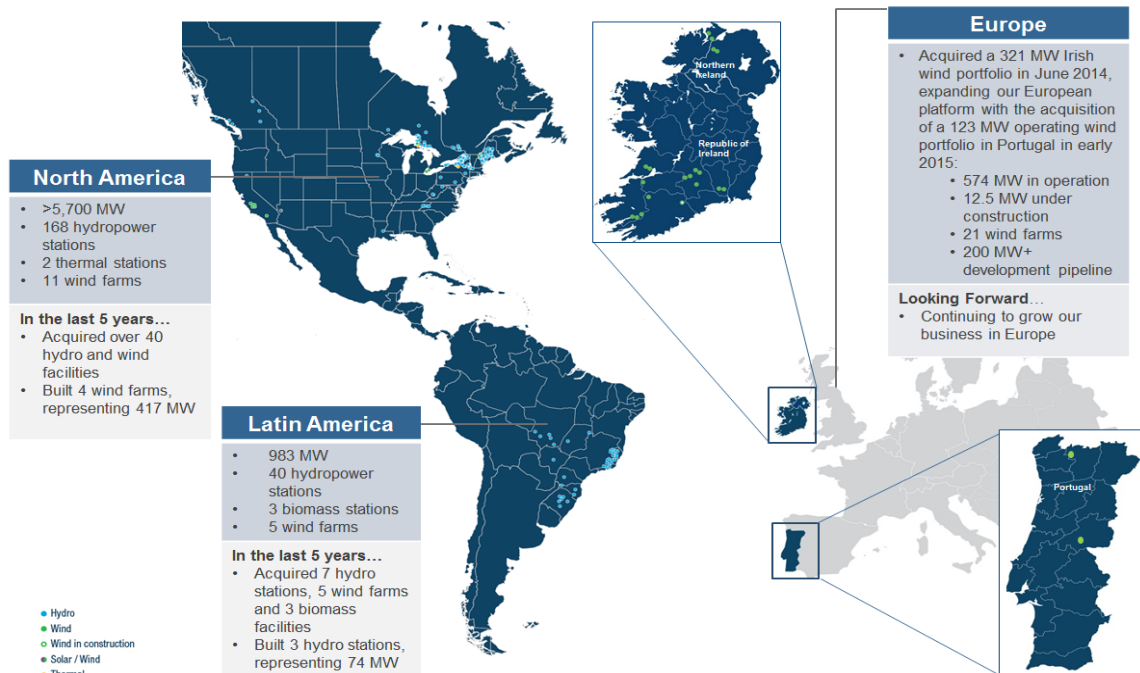 Europe
• Acquired a 321 MW Irish
wind portfolio in June 2014,
expanding our European
platform with the acquisition
of a 123 MW operating wind
portfolio in Portugal in early
2015:
• 574 MW in operation
• 12.5 MW under
construction
• 21 wind farms
• 200 MW+
development pipeline
Looking Forward…
• Continuing to grow our
business in Europe
Northern
Ireland
Republic of
Ireland
North America
• >5,700 MW
• 168 hydropower
stations
• 2 thermal stations
• 11 wind farms
In the last 5 years…
• Acquired over 40
hydro and wind
facilities
• Built 4 wind farms,
representing 417 MW
Latin America
• 983 MW
• 40 hydropower
stations
• 3 biomass stations
• 5 wind farms
In the last 5 years…
• Acquired 7 hydro
stations, 5 wind farms
and 3 biomass
facilities
• Built 3 hydro stations,
representing 74 MW
Portugal
Hydro
Wind
Wind in construction
Solar / Wind
Thermal